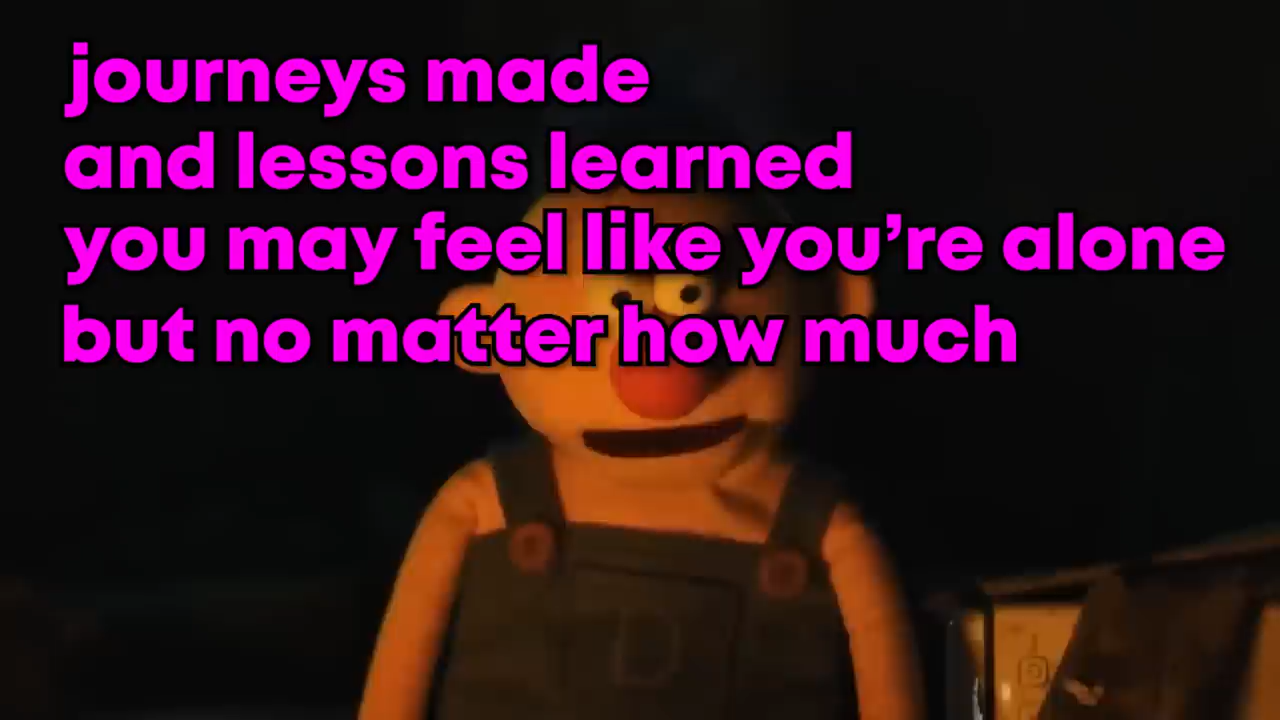 journeys made
and lessons learned
you may feel like you’re alone
but no matter how much